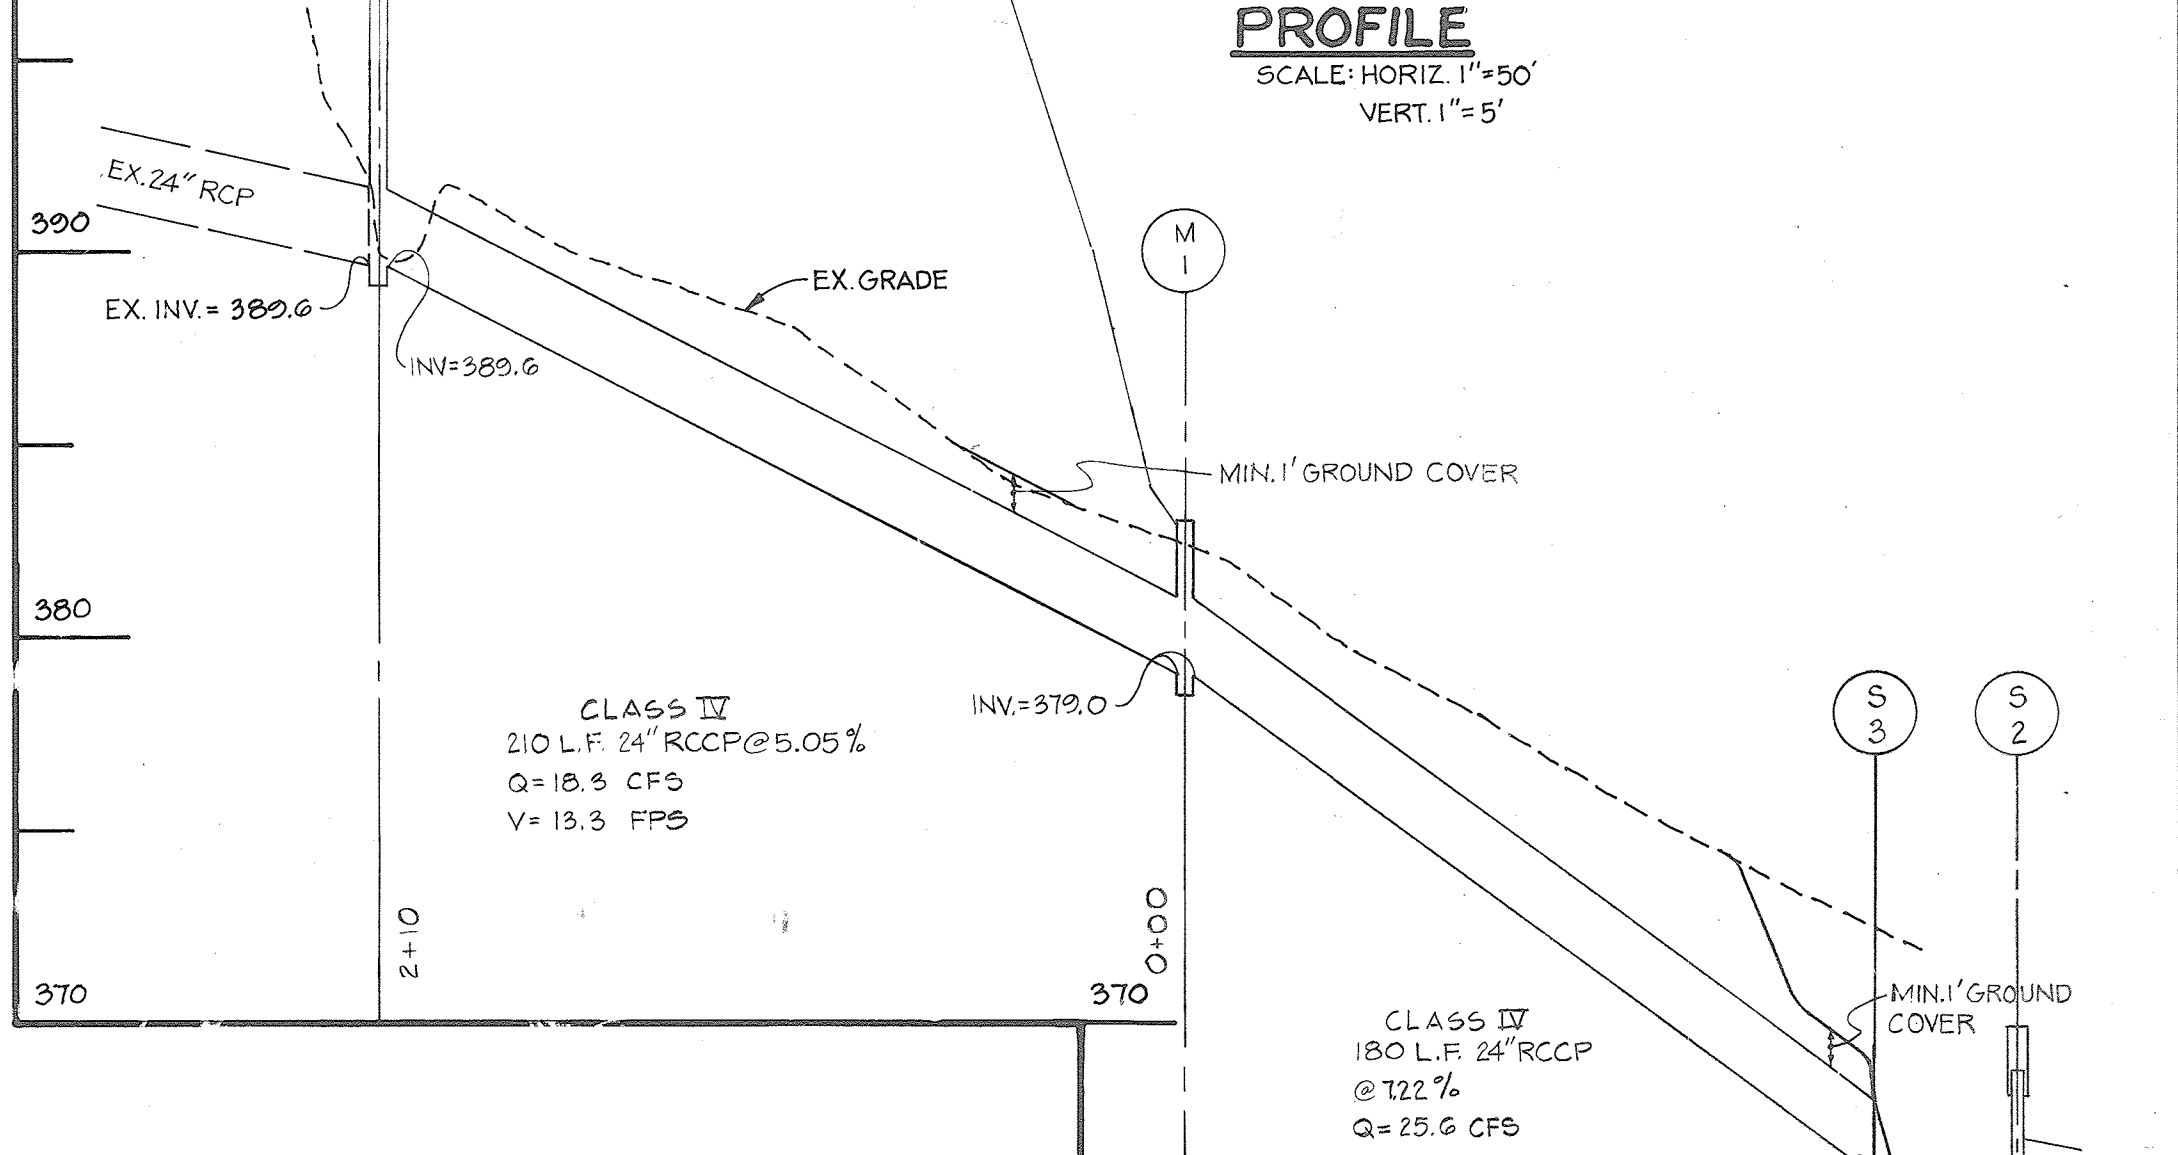 PROFILE
SCALE: HORIZ. 1"=50'
VERT. 1"=5'
EX. 24" RCP
390
EX. INV. = 389.6
INV=389.6
EX. GRADE
M
1
MIN. 1' GROUND COVER
380
INV.=379.0
CLASS IV
210 L.F. 24" RCCP @ 5.05%
Q= 18.3 CFS
V= 13.3 FPS
S
3
S
2
2+10
0+00
370
370
MIN. 1' GROUND
COVER
CLASS IV
180 L.F. 24" RCCP
@ 7.22%
Q= 25.6 CFS